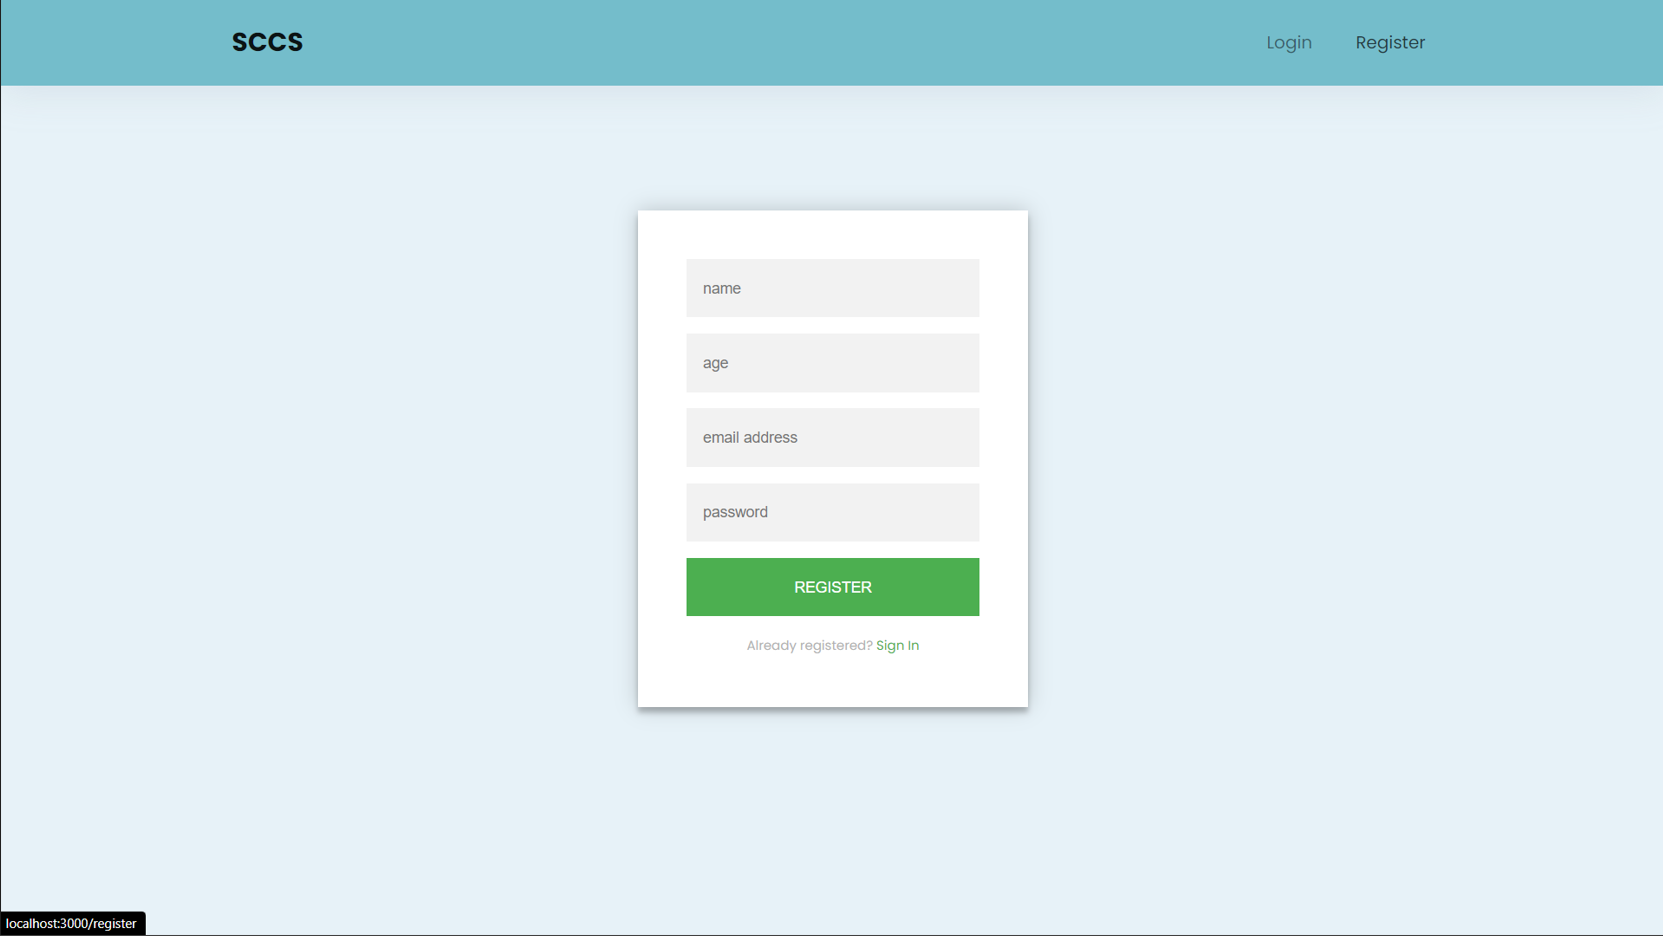 SCCS
Login
Register
name
age
email address
password
REGISTER
Already registered? Sign In
localhost:3000/register